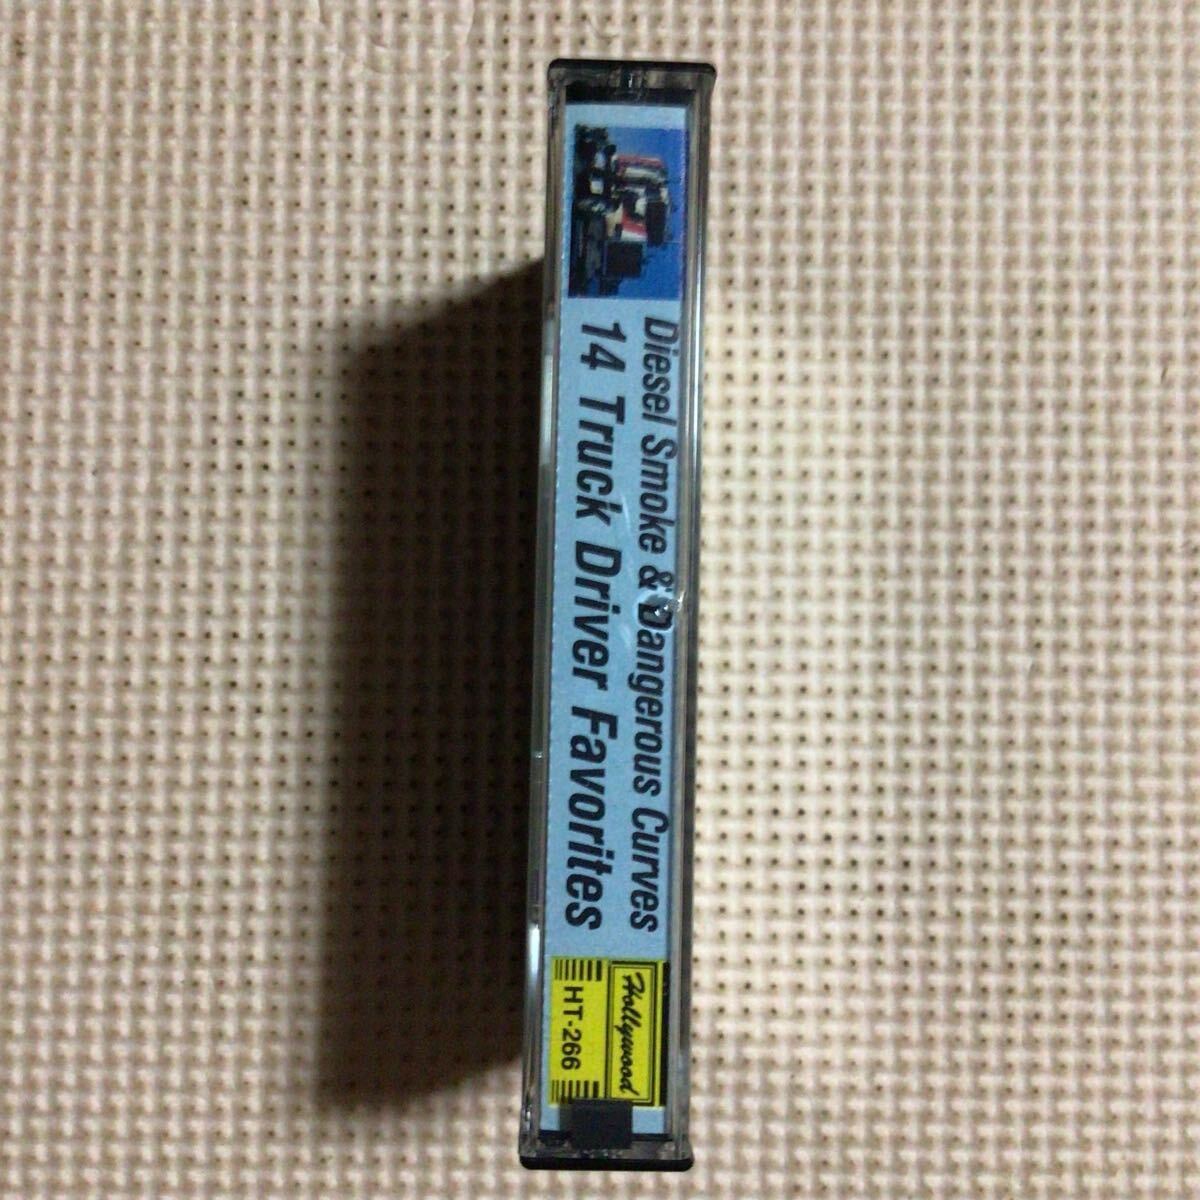 Diesel Smoke & Dangerous Curves
14 Truck Driver Favorites
Hollywood
HT-266